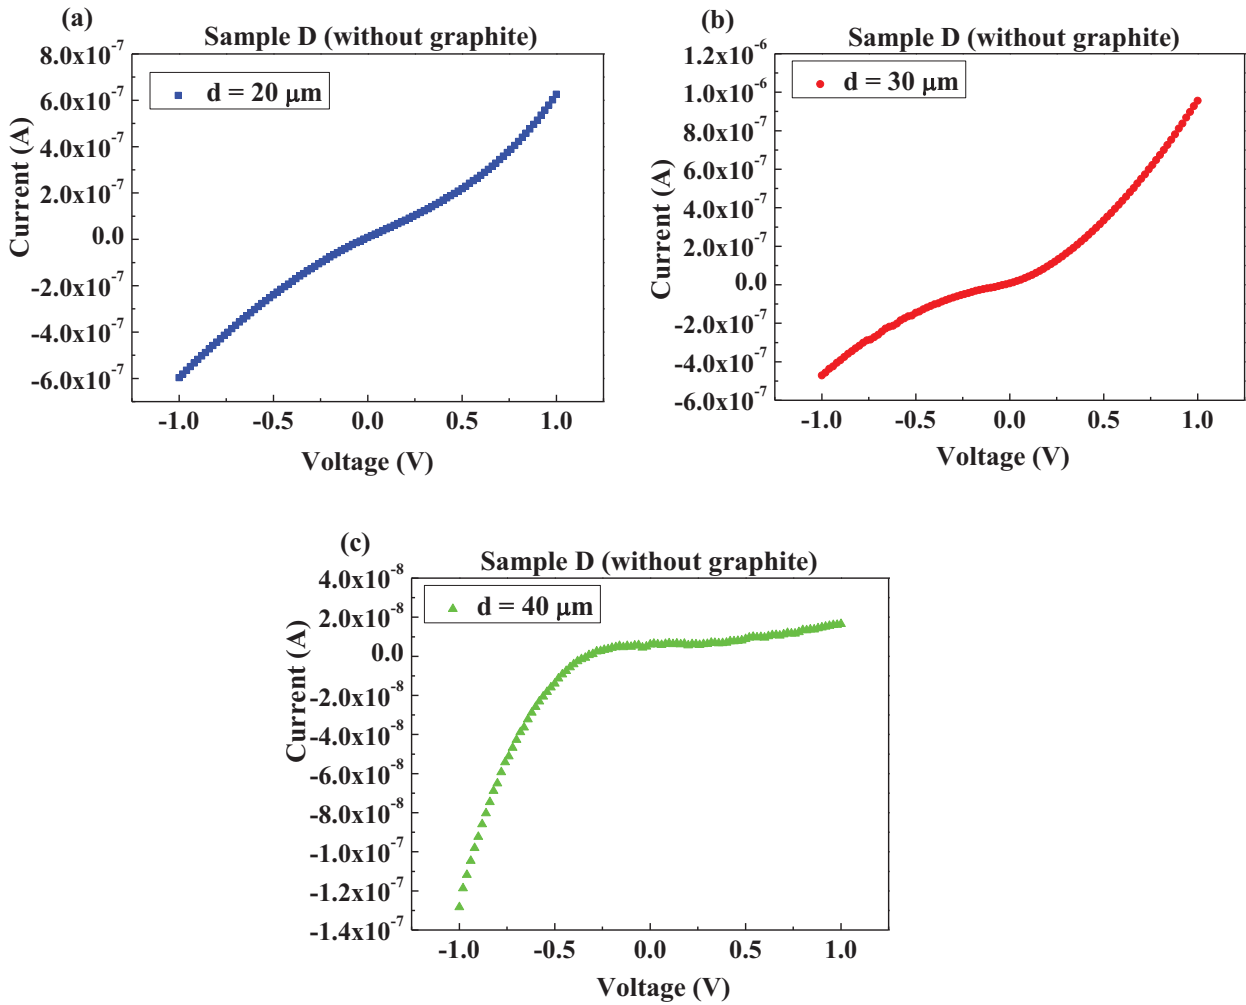 (a)
Sample D (without graphite)
d = 20 μm
8.0x10⁻⁷
6.0x10⁻⁷
4.0x10⁻⁷
2.0x10⁻⁷
0.0
-2.0x10⁻⁷
-4.0x10⁻⁷
-6.0x10⁻⁷
Current (A)
-1.0 -0.5 0.0 0.5 1.0
Voltage (V)
(b)
Sample D (without graphite)
d = 30 μm
1.2x10⁻⁶
1.0x10⁻⁶
8.0x10⁻⁷
6.0x10⁻⁷
4.0x10⁻⁷
2.0x10⁻⁷
0.0
-2.0x10⁻⁷
-4.0x10⁻⁷
-6.0x10⁻⁷
Current (A)
-1.0 -0.5 0.0 0.5 1.0
Voltage (V)
(c)
Sample D (without graphite)
d = 40 μm
4.0x10⁻⁸
2.0x10⁻⁸
0.0
-2.0x10⁻⁸
-4.0x10⁻⁸
-6.0x10⁻⁸
-8.0x10⁻⁸
-1.0x10⁻⁷
-1.2x10⁻⁷
-1.4x10⁻⁷
Current (A)
-1.0 -0.5 0.0 0.5 1.0
Voltage (V)